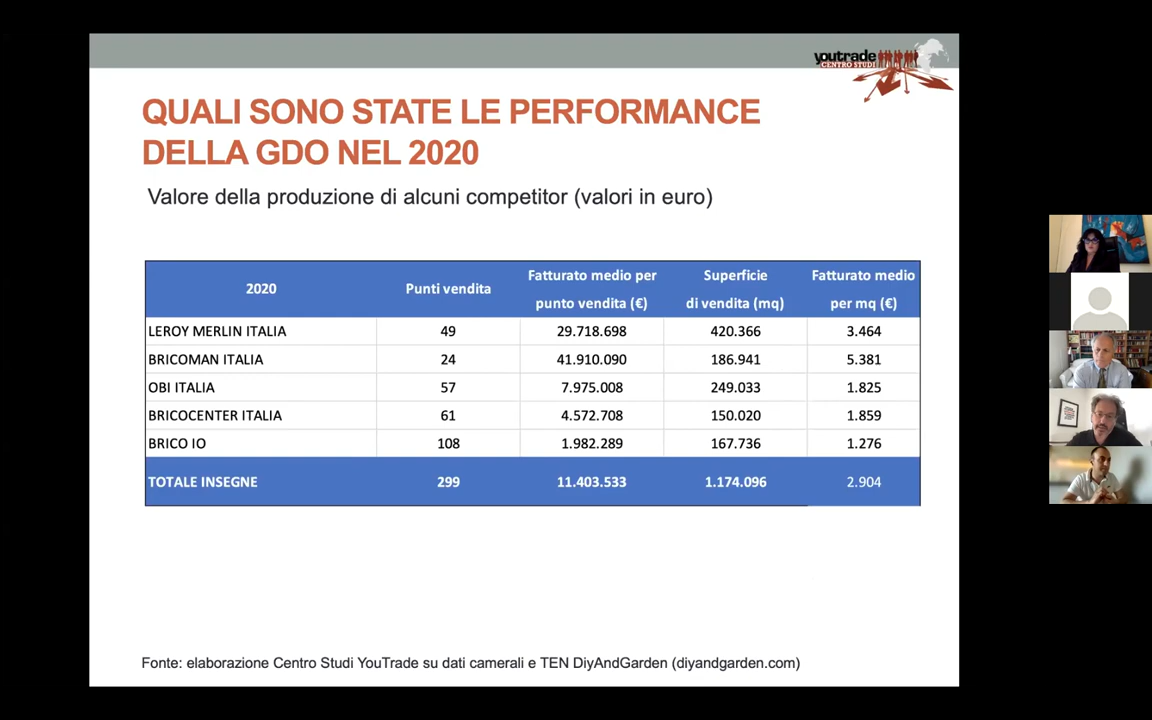 youtrade
CENTRO STUDI
QUALI SONO STATE LE PERFORMANCE
DELLA GDO NEL 2020
Valore della produzione di alcuni competitor (valori in euro)
2020 Punti vendita Fatturato medio per punto vendita (€) Superficie di vendita (mq) Fatturato medio per mq (€)
LEROY MERLIN ITALIA 49 29.718.698 420.366 3.464
BRICOMAN ITALIA 24 41.910.090 186.941 5.381
OBI ITALIA 57 7.975.008 249.033 1.825
BRICOCENTER ITALIA 61 4.572.708 150.020 1.859
BRICO IO 108 1.982.289 167.736 1.276
TOTALE INSEGNE 299 11.403.533 1.174.096 2.904
Fonte: elaborazione Centro Studi YouTrade su dati camerali e TEN DiyAndGarden (diyandgarden.com)